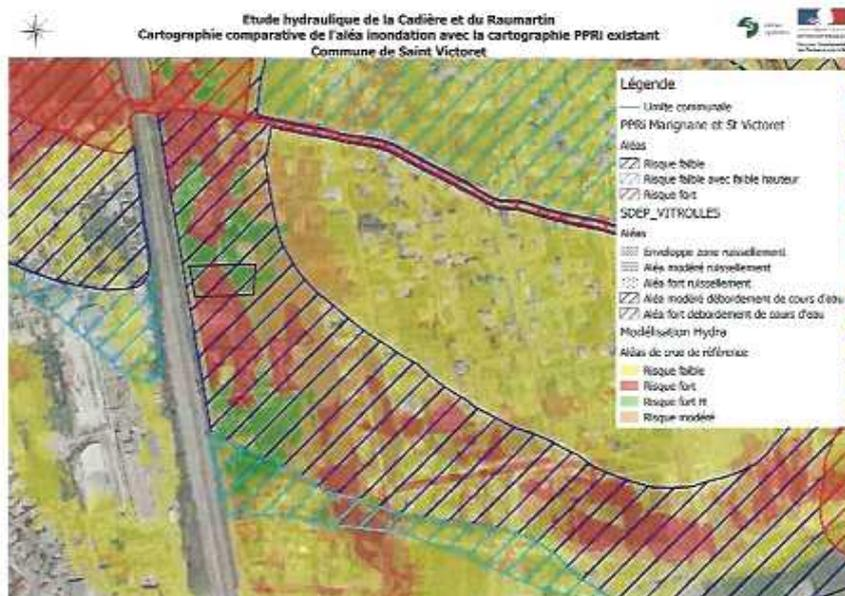 Etude hydraulique de la Cadière et du Raumartin
Cartographie comparative de l'aléa inondation avec la cartographie PPRi existant
Commune de Saint Victoret
Légende
Limite communale
PPRi Marignane et St Victoret
Aléas
Risque faible
Risque faible avec faible hauteur
Risque fort
SDEP_VITROLLES
Aléas
Enveloppe zone ruissellement
Aléa modéré ruissellement
Aléa fort ruissellement
Aléa modéré débordement de cours d'eau
Aléa fort débordement de cours d'eau
Modélisation Hydra
Aléas de crue de référence
Risque faible
Risque fort
Risque fort H
Risque modéré